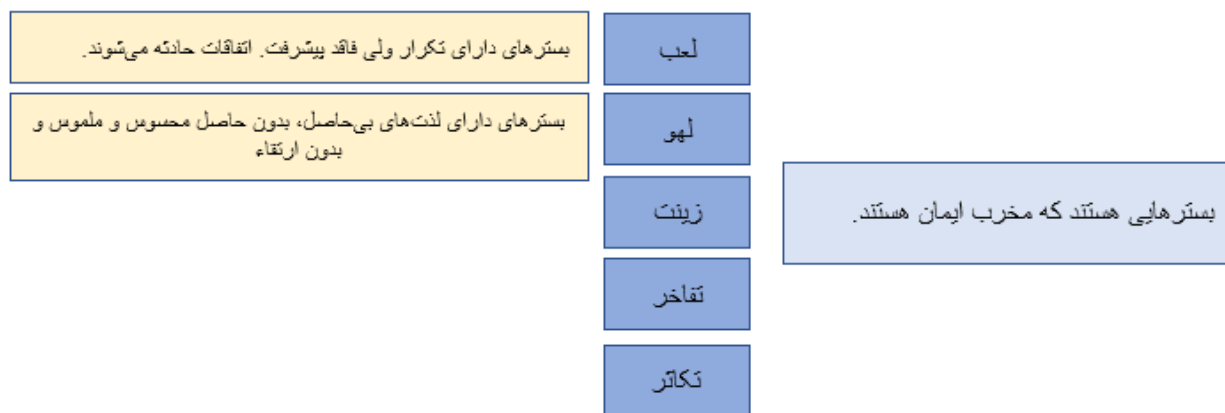 بسترهایی هستند که مخرب ایمان هستند.
لعب
بسترهای دارای تکرار ولی فاقد پیشرفت. اتفاقات حادثه می‌شوند.
لهو
بسترهای دارای لذت‌های بی‌حاصل، بدون حاصل محسوس و ملموس و
بدون ارتقاء
زینت
تفاخر
تکاثر